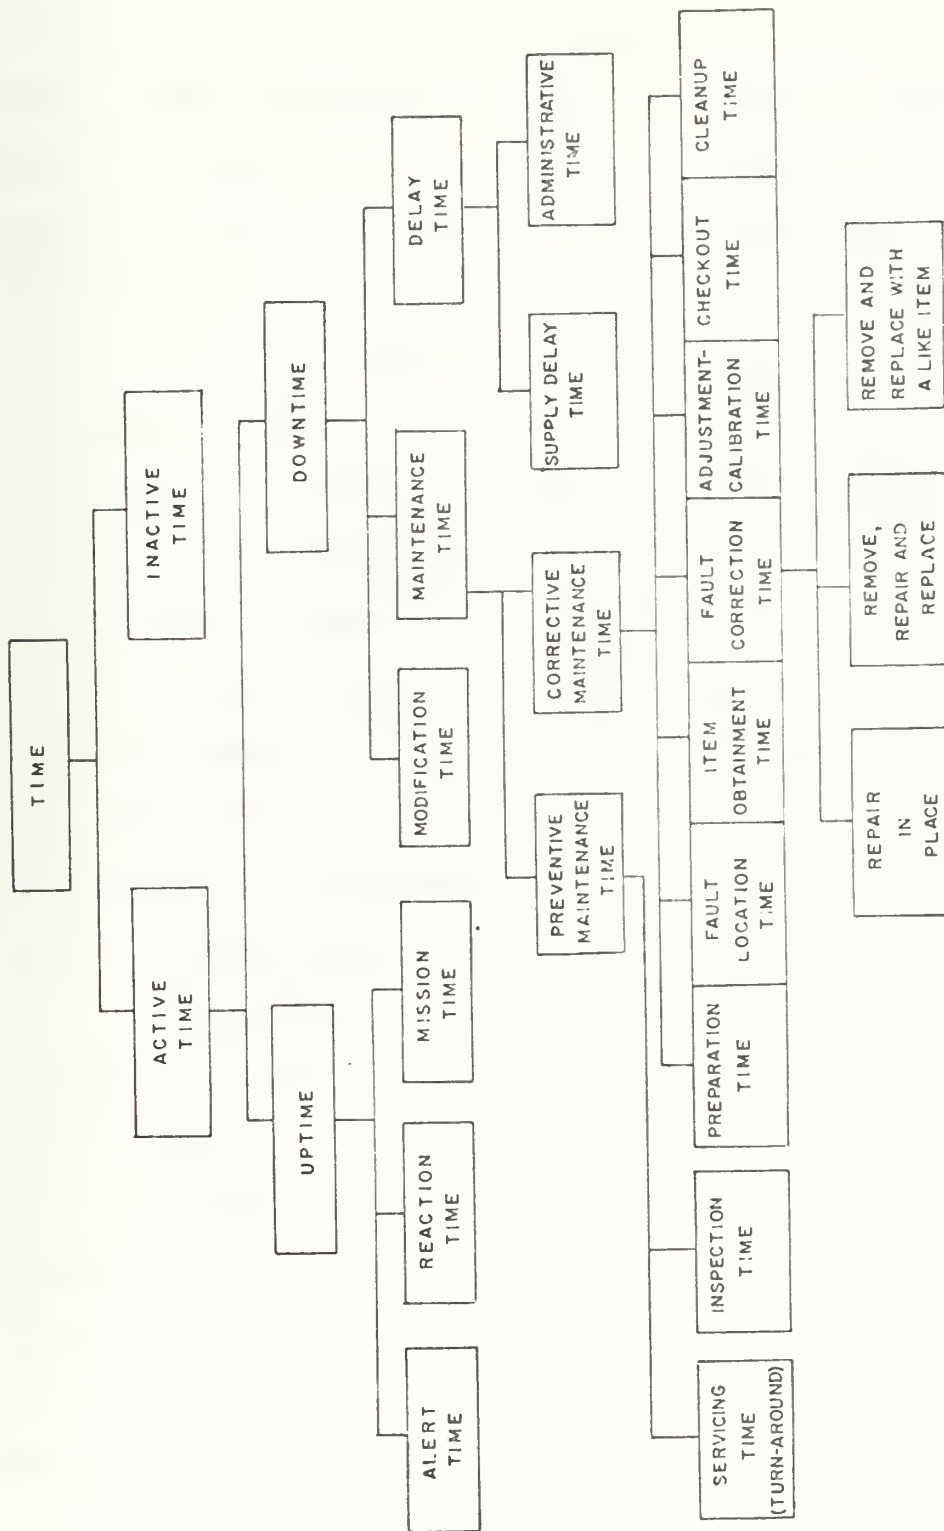 TIME
ACTIVE
TIME
INACTIVE
TIME
UPTIME
DOWNTIME
ALERT
TIME
REACTION
TIME
MISSION
TIME
MODIFICATION
TIME
MAINTENANCE
TIME
DELAY
TIME
PREVENTIVE
MAINTENANCE
TIME
CORRECTIVE
MAINTENANCE
TIME
SUPPLY DELAY
TIME
ADMINISTRATIVE
TIME
SERVICING
TIME
(TURN-AROUND)
INSPECTION
TIME
PREPARATION
TIME
FAULT
LOCATION
TIME
ITEM
OBTAINMENT
TIME
FAULT
CORRECTION
TIME
ADJUSTMENT-
CALIBRATION
TIME
CHECKOUT
TIME
CLEANUP
TIME
REPAIR
IN
PLACE
REMOVE,
REPAIR AND
REPLACE
REMOVE AND
REPLACE WITH
A LIKE ITEM